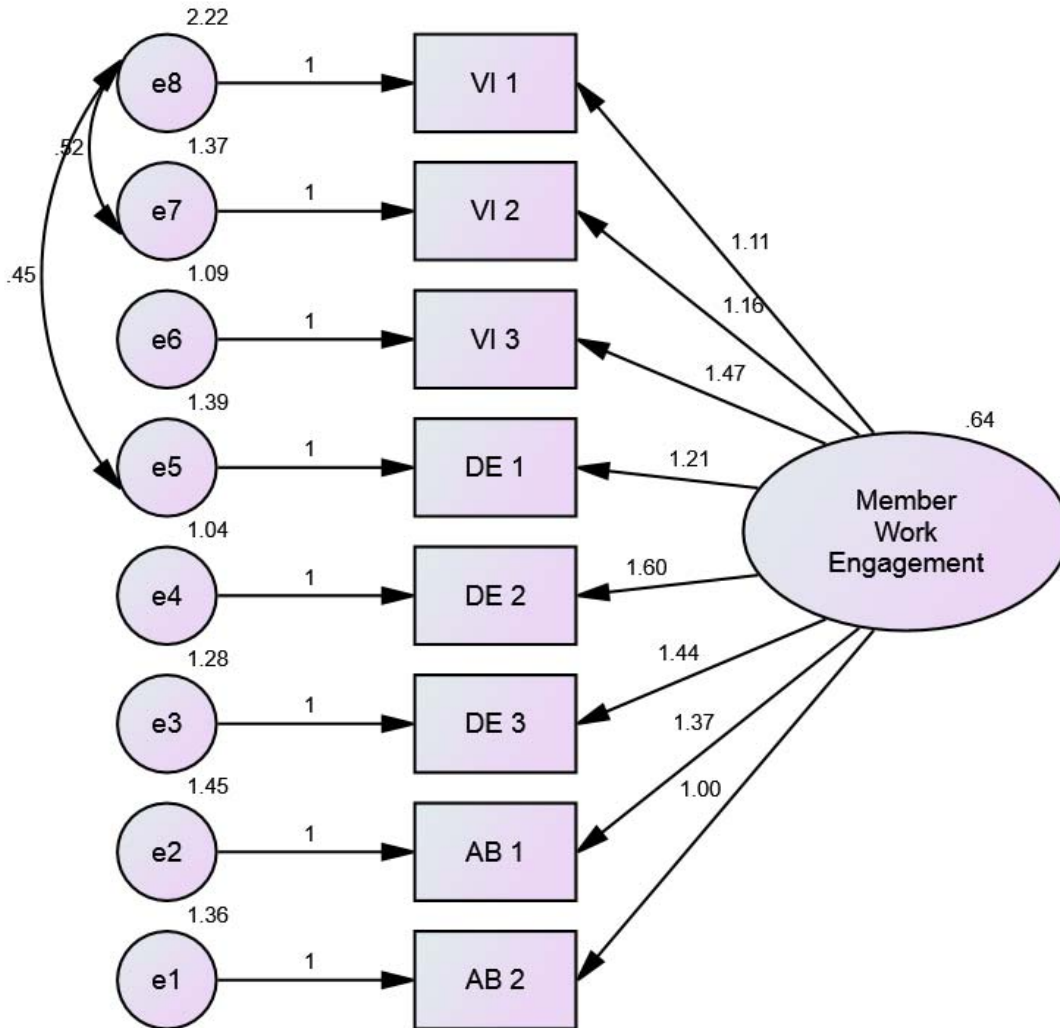 2.22
e8
1
VI 1
.52
1.37
e7
1
VI 2
1.11
.45
1.09
e6
1
VI 3
1.16
1.47
1.39
e5
1
DE 1
1.21
.64
Member
Work
Engagement
1.04
e4
1
DE 2
1.60
1.28
e3
1
DE 3
1.44
1.45
e2
1
AB 1
1.37
1.00
1.36
e1
1
AB 2